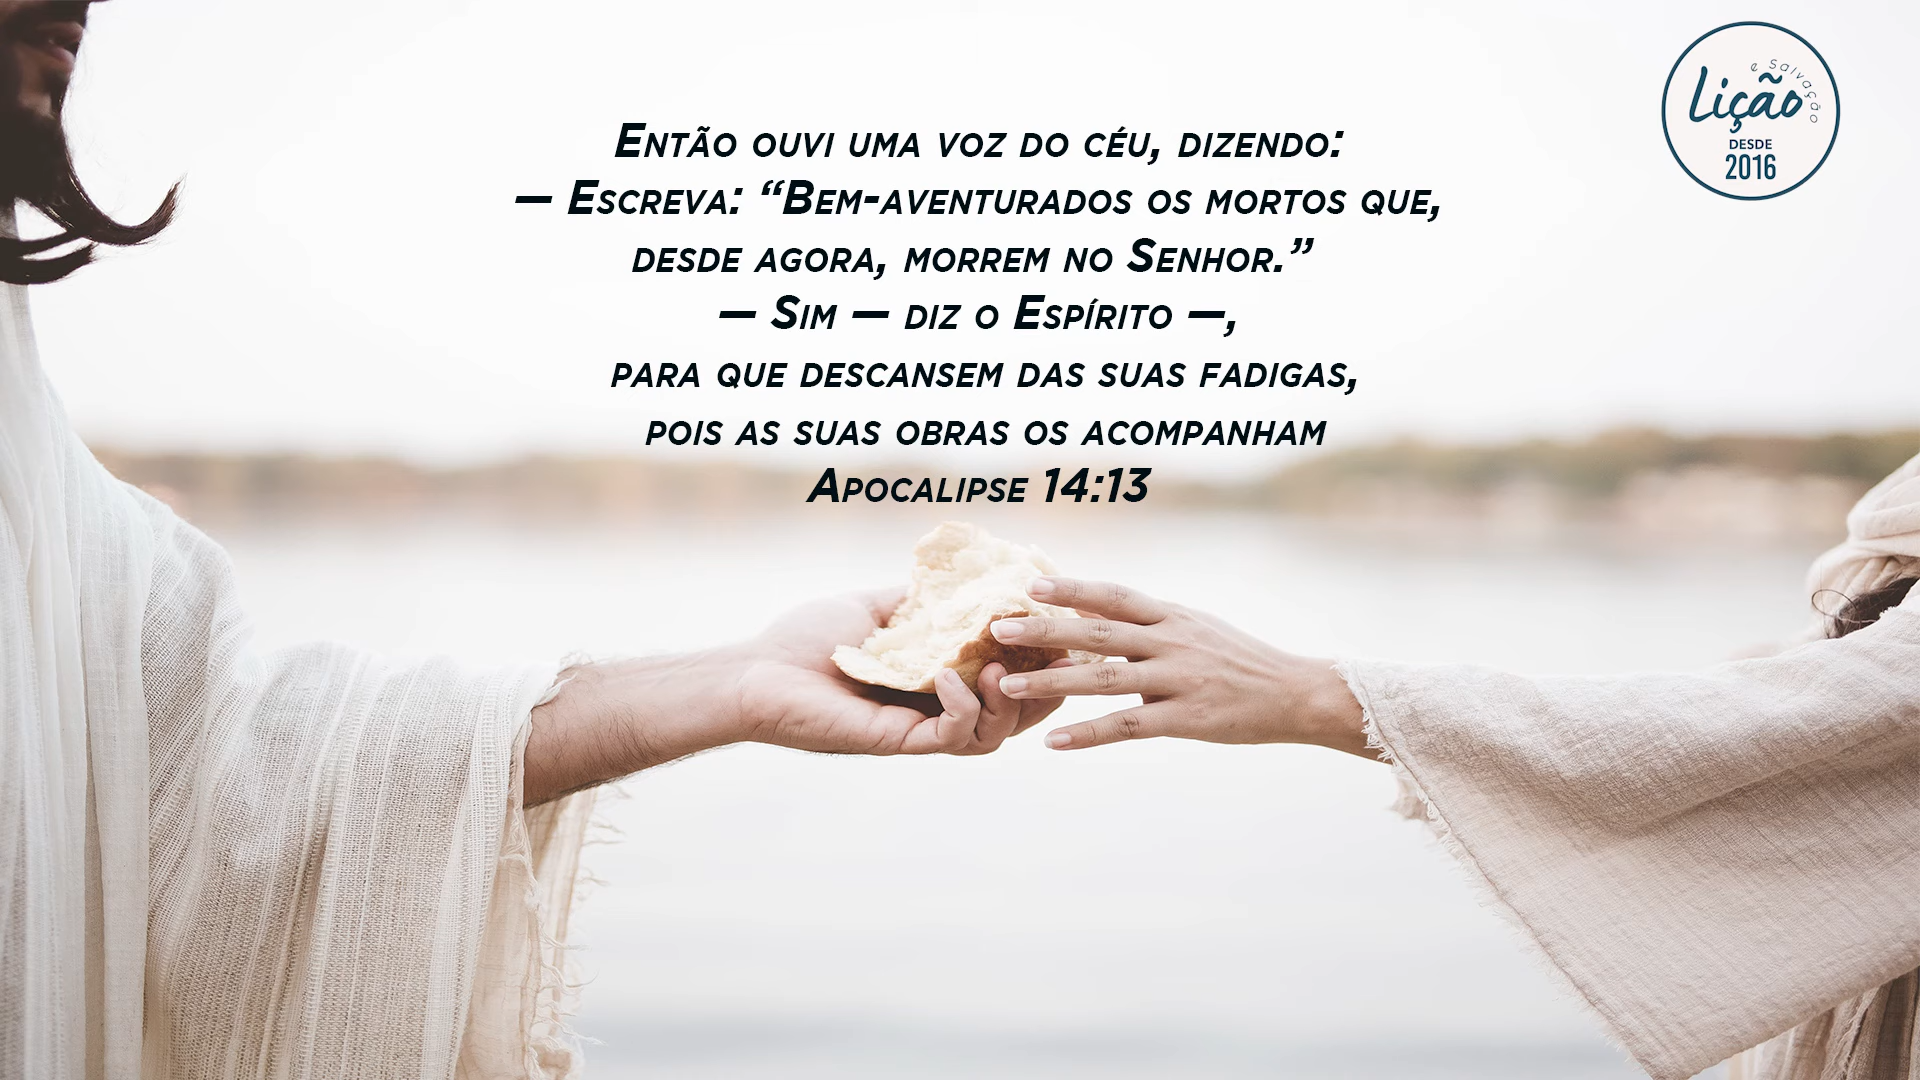 Então ouvi uma voz do céu, dizendo:
— Escreva: “Bem-aventurados os mortos que,
desde agora, morrem no Senhor.”
— Sim — diz o Espírito —,
para que descansem das suas fadigas,
pois as suas obras os acompanham
Apocalipse 14:13
e Salvação
Lição
DESDE
2016